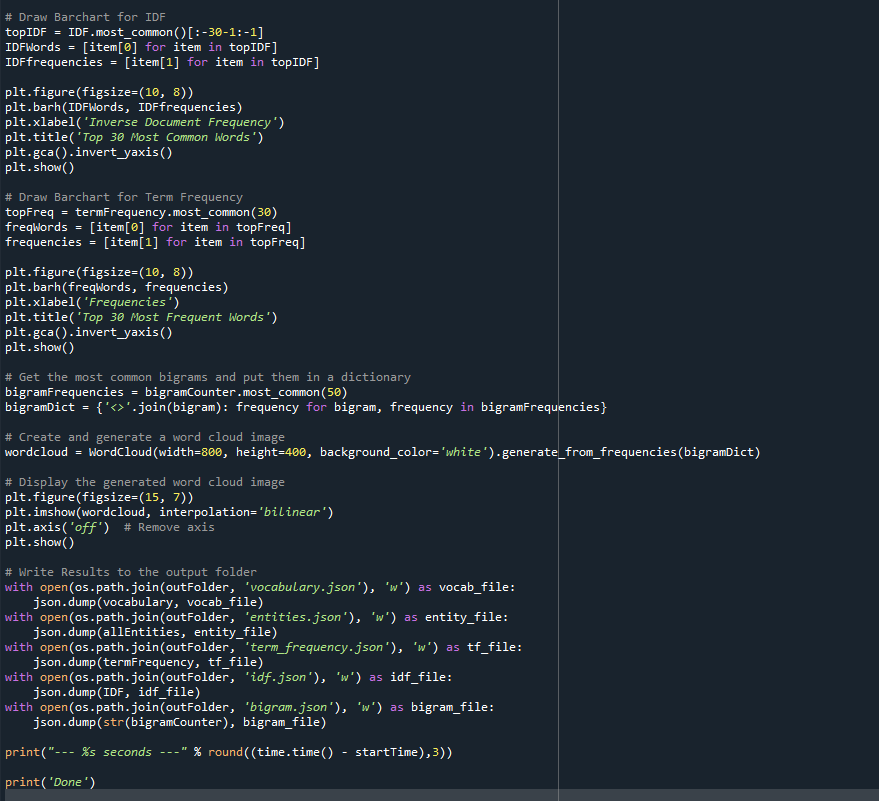 # Draw Barchart for IDF
topIDF = IDF.most_common()[:-30-1:-1]
IDFWords = [item[0] for item in topIDF]
IDFfrequencies = [item[1] for item in topIDF]

plt.figure(figsize=(10, 8))
plt.barh(IDFWords, IDFfrequencies)
plt.xlabel('Inverse Document Frequency')
plt.title('Top 30 Most Common Words')
plt.gca().invert_yaxis()
plt.show()

# Draw Barchart for Term Frequency
topFreq = termFrequency.most_common(30)
freqWords = [item[0] for item in topFreq]
frequencies = [item[1] for item in topFreq]

plt.figure(figsize=(10, 8))
plt.barh(freqWords, frequencies)
plt.xlabel('Frequencies')
plt.title('Top 30 Most Frequent Words')
plt.gca().invert_yaxis()
plt.show()

# Get the most common bigrams and put them in a dictionary
bigramFrequencies = bigramCounter.most_common(50)
bigramDict = {'<>'.join(bigram): frequency for bigram, frequency in bigramFrequencies}

# Create and generate a word cloud image
wordcloud = WordCloud(width=800, height=400, background_color='white').generate_from_frequencies(bigramDict)

# Display the generated word cloud image
plt.figure(figsize=(15, 7))
plt.imshow(wordcloud, interpolation='bilinear')
plt.axis('off')  # Remove axis
plt.show()

# Write Results to the output folder
with open(os.path.join(outFolder, 'vocabulary.json'), 'w') as vocab_file:
    json.dump(vocabulary, vocab_file)
with open(os.path.join(outFolder, 'entities.json'), 'w') as entity_file:
    json.dump(allEntities, entity_file)
with open(os.path.join(outFolder, 'term_frequency.json'), 'w') as tf_file:
    json.dump(termFrequency, tf_file)
with open(os.path.join(outFolder, 'idf.json'), 'w') as idf_file:
    json.dump(IDF, idf_file)
with open(os.path.join(outFolder, 'bigram.json'), 'w') as bigram_file:
    json.dump(str(bigramCounter), bigram_file)

print("--- %s seconds ---" % round((time.time() - startTime),3))

print('Done')